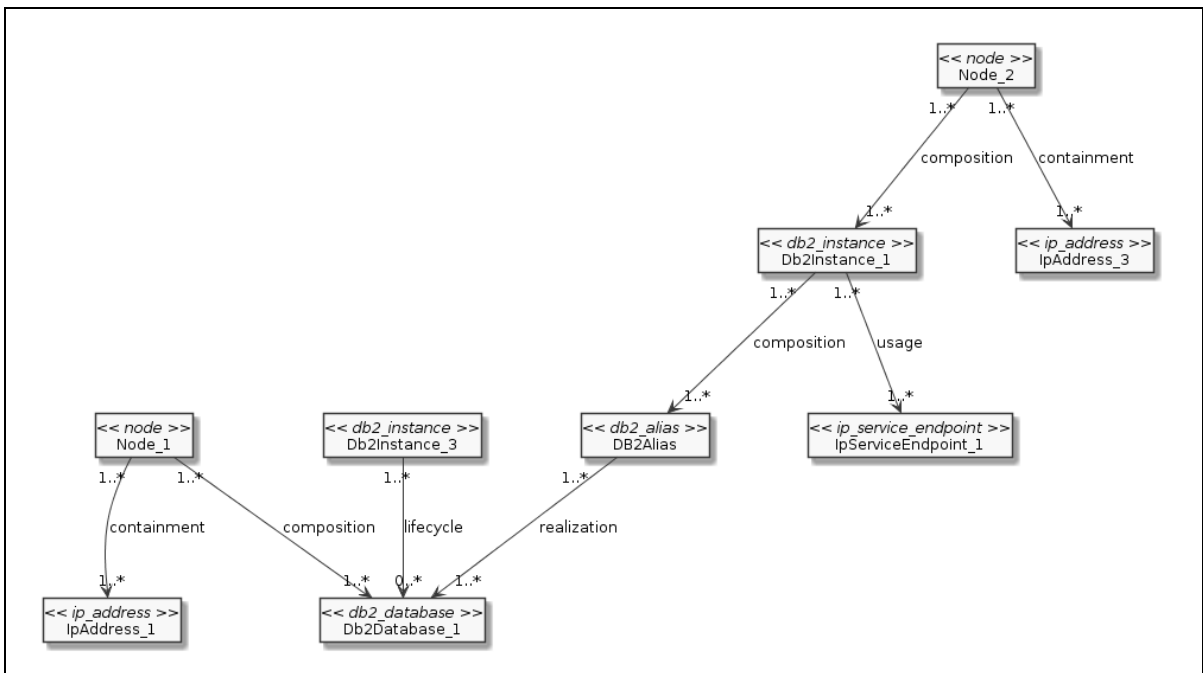 << node >>
Node_2
1..* 1..*
composition containment
1..* 1..*
<< db2_instance >> << ip_address >>
Db2Instance_1 IpAddress_3
1..* 1..*
composition usage
1..* 1..*
<< node >> << db2_instance >> << db2_alias >> << ip_service_endpoint >>
Node_1 Db2Instance_3 DB2Alias IpServiceEndpoint_1
1..* 1..* 1..* 1..*
containment composition lifecycle realization
1..* 1..* 0..* 1..*
<< ip_address >> << db2_database >>
IpAddress_1 Db2Database_1